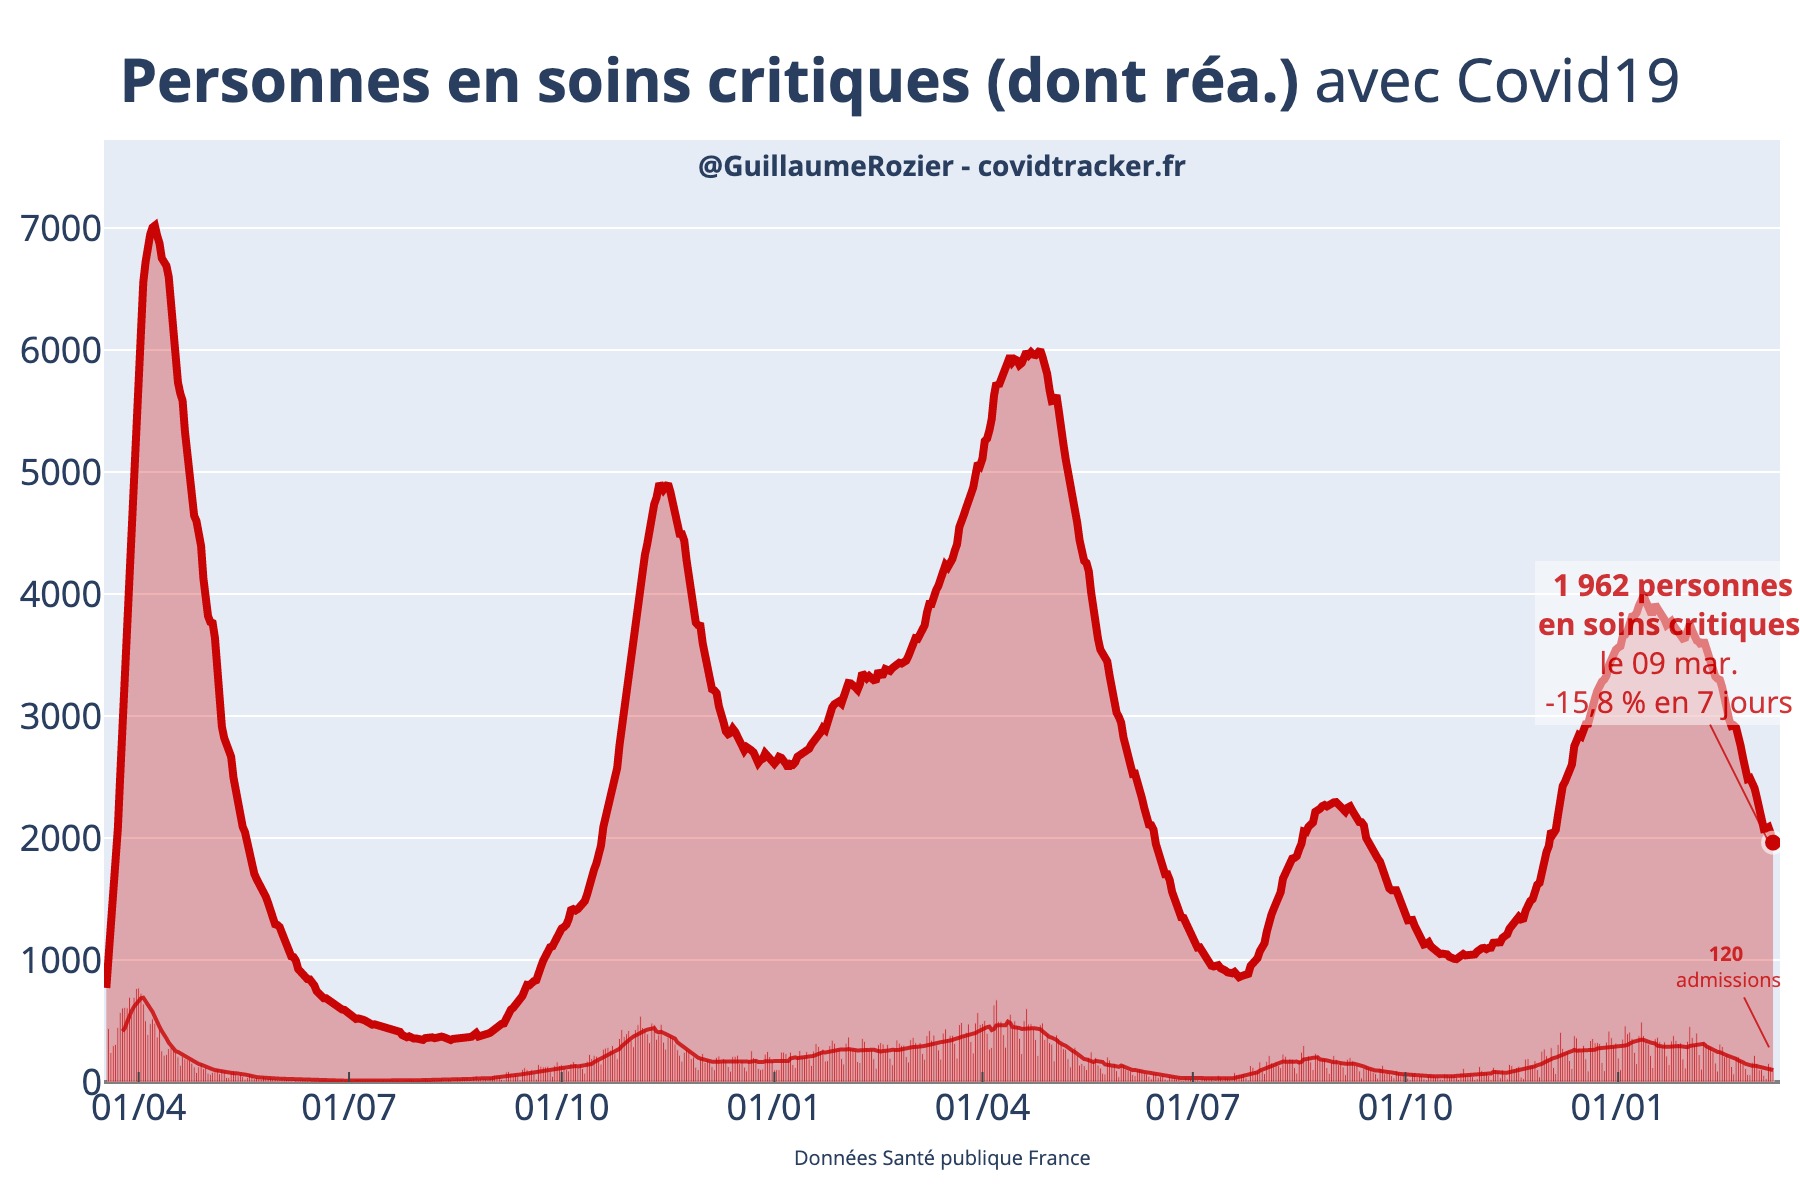 Personnes en soins critiques (dont réa.) avec Covid19
@GuillaumeRozier - covidtracker.fr
7000
6000
5000
4000
3000
2000
1000
0
1 962 personnes
en soins critiques
le 09 mar.
-15.8 % en 7 jours
120
admissions
01/04
01/07
01/10
01/01
01/04
01/07
01/10
01/01
Données Santé publique France